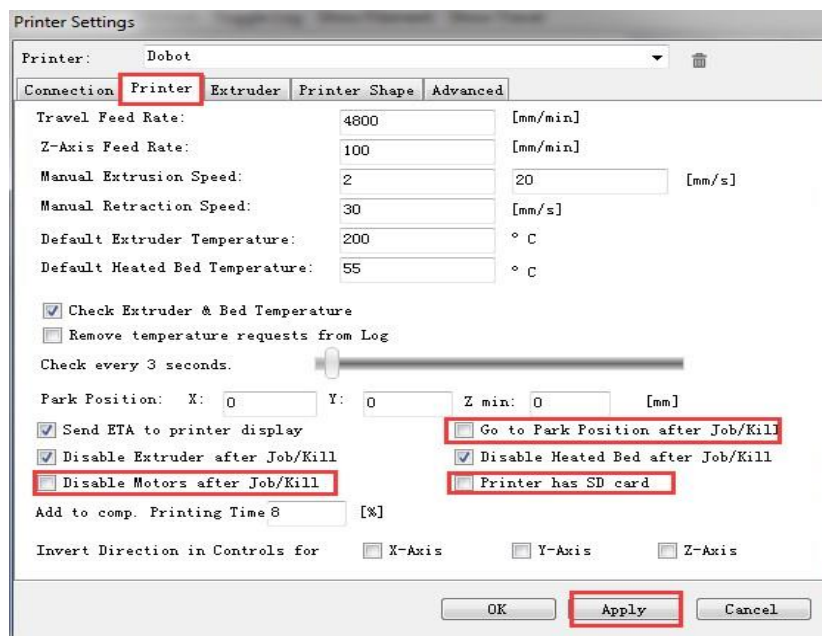 Printer Settings
Printer: Dobot
Connection Printer Extruder Printer Shape Advanced
Travel Feed Rate: 4800 [mm/min]
Z-Axis Feed Rate: 100 [mm/min]
Manual Extrusion Speed: 2 20 [mm/s]
Manual Retraction Speed: 30 [mm/s]
Default Extruder Temperature: 200 ° C
Default Heated Bed Temperature: 55 ° C
Check Extruder & Bed Temperature
Remove temperature requests from Log
Check every 3 seconds.
Park Position: X: 0 Y: 0 Z min: 0 [mm]
Send ETA to printer display Go to Park Position after Job/Kill
Disable Extruder after Job/Kill Disable Heated Bed after Job/Kill
Disable Motors after Job/Kill Printer has SD card
Add to comp. Printing Time 8 [%]
Invert Direction in Controls for X-Axis Y-Axis Z-Axis
OK Apply Cancel